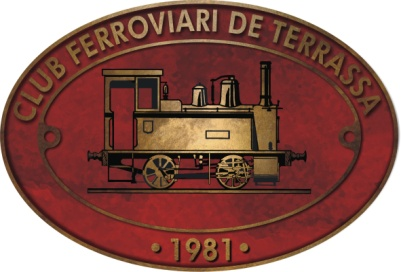 CLUB FERROVIARI DE TERRASSA
• 1981 •